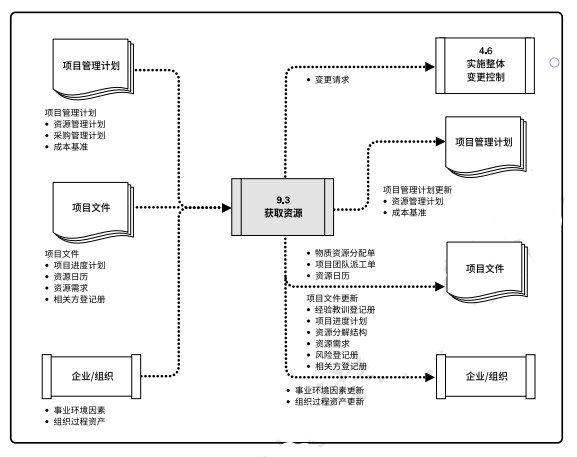 项目管理计划
项目管理计划
• 资源管理计划
• 采购管理计划
• 成本基准
项目文件
项目文件
• 项目进度计划
• 资源日历
• 资源需求
• 相关方登记册
企业/组织
• 事业环境因素
• 组织过程资产
9.3
获取资源
• 变更请求
4.6
实施整体
变更控制
项目管理计划
项目管理计划更新
• 资源管理计划
• 成本基准
• 物质资源分配单
• 项目团队派工单
• 资源日历
项目文件
项目文件更新
• 经验教训登记册
• 项目进度计划
• 资源分解结构
• 资源需求
• 风险登记册
• 相关方登记册
企业/组织
• 事业环境因素更新
• 组织过程资产更新